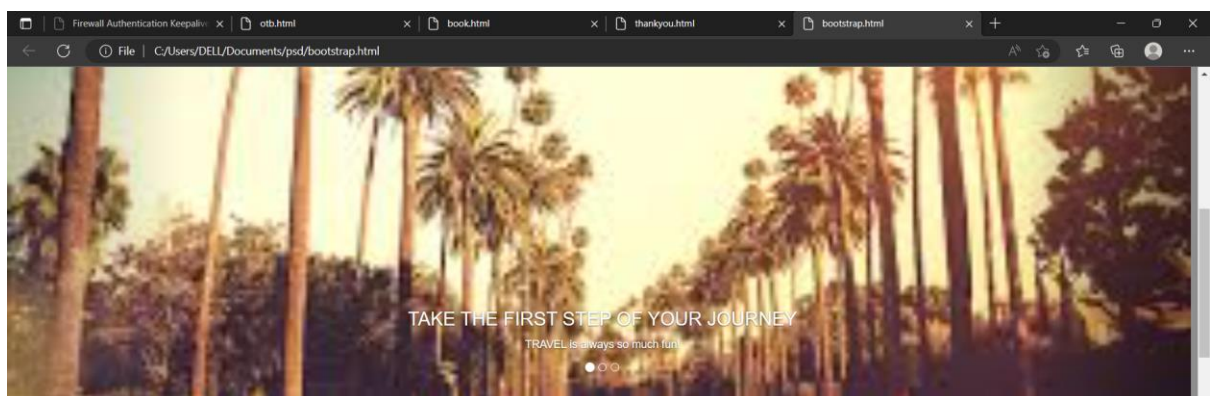 Firewall Authentication Keepaliv
otb.html
book.html
thankyou.html
bootstrap.html
File | C:/Users/DELL/Documents/psd/bootstrap.html
TAKE THE FIRST STEP OF YOUR JOURNEY
TRAVEL is always so much fun!